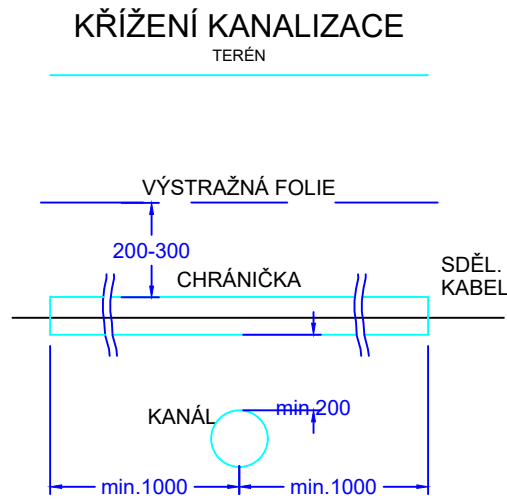 KŘÍŽENÍ KANALIZACE
TERÉN
VÝSTRAŽNÁ FOLIE
200-300
CHRÁNIČKA
SDĚL.
KABEL
KANÁL
min.200
min.1000
min.1000